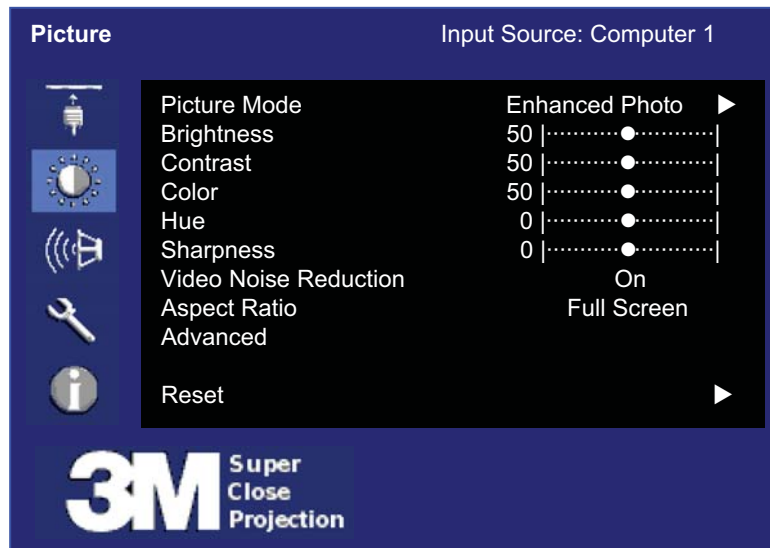 Picture Input Source: Computer 1
Picture Mode Enhanced Photo ▶
Brightness 50 |···········●···········|
Contrast 50 |···········●···········|
Color 50 |···········●···········|
Hue 0 |···········●···········|
Sharpness 0 |···········●···········|
Video Noise Reduction On
Aspect Ratio Full Screen
Advanced
Reset ▶
3M Super
Close
Projection